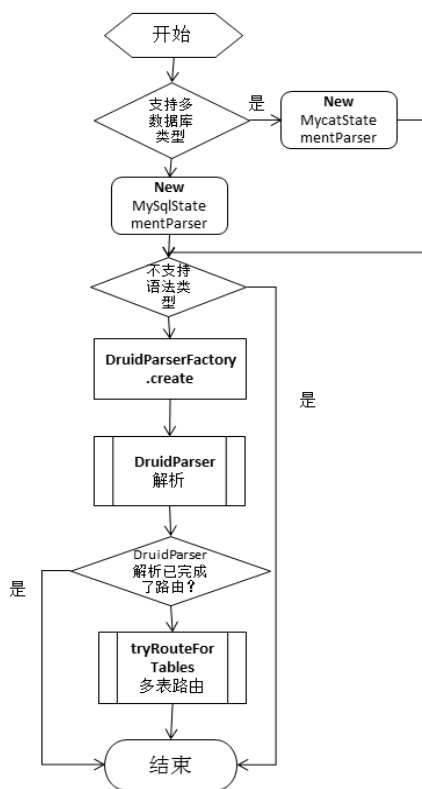 开始
支持多
数据库
类型
是
New
MycatState
mentParser
New
MySqlState
mentParser
不支持
语法类
型
DruidParserFactory
.create
是
DruidParser
解析
DruidParser
解析已完成
了路由？
是
tryRouteFor
Tables
多表路由
结束